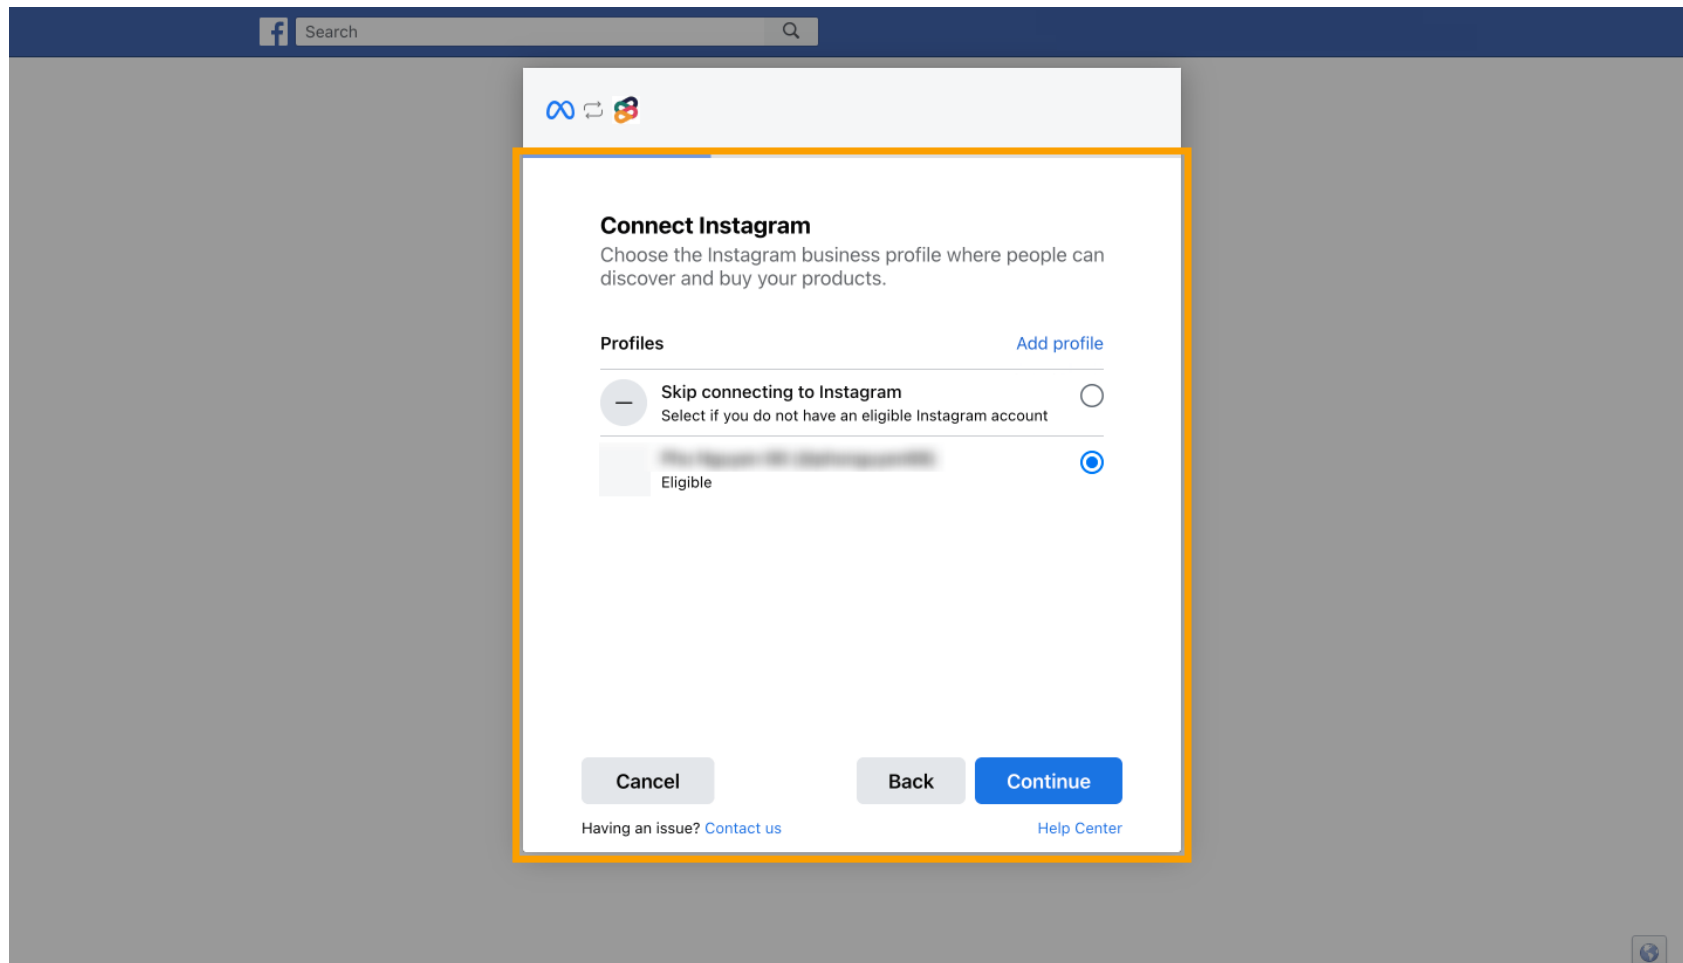 Search
Connect Instagram
Choose the Instagram business profile where people can
discover and buy your products.
Profiles
Add profile
Skip connecting to Instagram
Select if you do not have an eligible Instagram account
Eligible
Cancel
Back
Continue
Having an issue? Contact us
Help Center